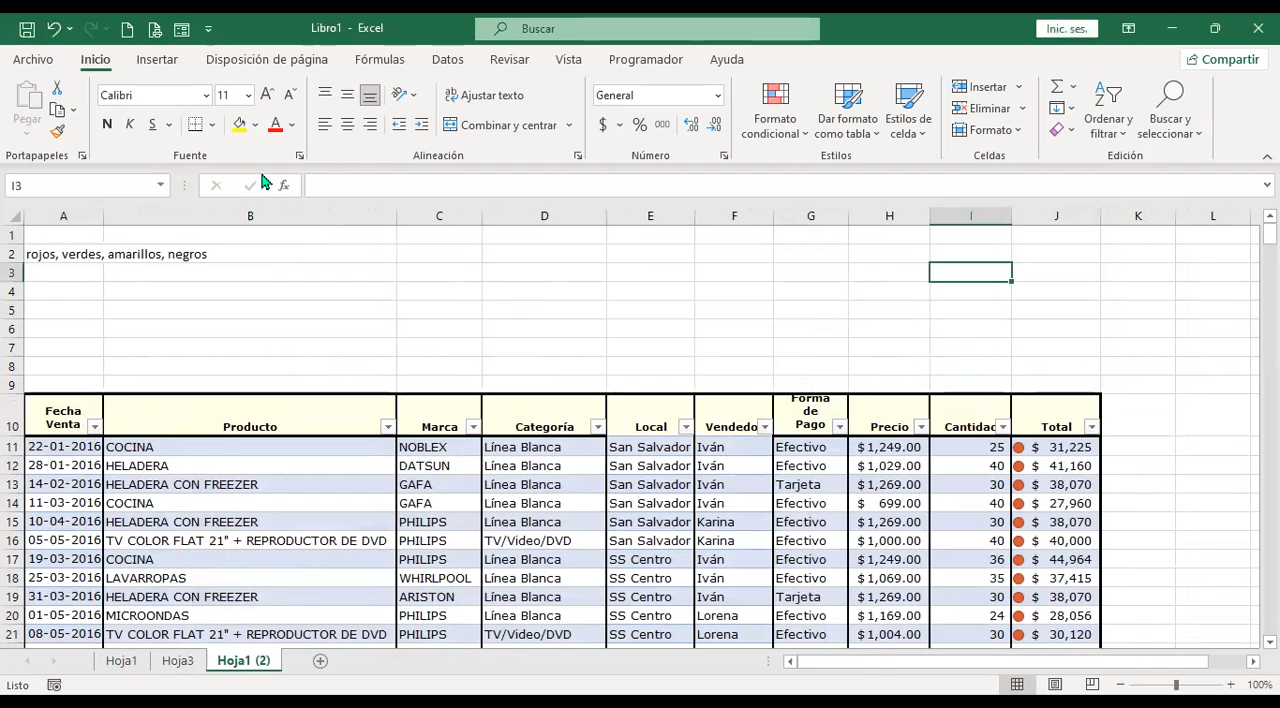 Libro1 - Excel
Buscar
Inic. ses.
Archivo Inicio Insertar Disposición de página Fórmulas Datos Revisar Vista Programador Ayuda
Compartir
Pegar
Calibri 11
N K S
Ajustar texto
Combinar y centrar
General
$ % 000
Formato condicional
Dar formato como tabla
Estilos de celda
Insertar
Eliminar
Formato
Ordenar y filtrar
Buscar y seleccionar
Portapapeles Fuente Alineación Número Estilos Celdas Edición
I3
fx
A B C D E F G H I J K L
1
2 rojos, verdes, amarillos, negros
3
4
5
6
7
8
9
10 Fecha Venta Producto Marca Categoría Local Vendedo Forma de Pago Precio Cantidad Total
11 22-01-2016 COCINA NOBLEX Línea Blanca San Salvador Iván Efectivo $ 1,249.00 25 $ 31,225
12 28-01-2016 HELADERA DATSUN Línea Blanca San Salvador Iván Efectivo $ 1,029.00 40 $ 41,160
13 14-02-2016 HELADERA CON FREEZER GAFA Línea Blanca San Salvador Iván Tarjeta $ 1,269.00 30 $ 38,070
14 11-03-2016 COCINA GAFA Línea Blanca San Salvador Iván Efectivo $ 699.00 40 $ 27,960
15 10-04-2016 HELADERA CON FREEZER PHILIPS Línea Blanca San Salvador Karina Efectivo $ 1,269.00 30 $ 38,070
16 05-05-2016 TV COLOR FLAT 21" + REPRODUCTOR DE DVD PHILIPS TV/Video/DVD San Salvador Karina Efectivo $ 1,000.00 40 $ 40,000
17 19-03-2016 COCINA PHILIPS Línea Blanca SS Centro Iván Efectivo $ 1,249.00 36 $ 44,964
18 25-03-2016 LAVARROPAS WHIRLPOOL Línea Blanca SS Centro Iván Efectivo $ 1,069.00 35 $ 37,415
19 31-03-2016 HELADERA CON FREEZER ARISTON Línea Blanca SS Centro Iván Tarjeta $ 1,269.00 30 $ 38,070
20 01-05-2016 MICROONDAS PHILIPS Línea Blanca SS Centro Lorena Efectivo $ 1,169.00 24 $ 28,056
21 08-05-2016 TV COLOR FLAT 21" + REPRODUCTOR DE DVD PHILIPS TV/Video/DVD SS Centro Lorena Efectivo $ 1,004.00 30 $ 30,120
Hoja1 Hoja3 Hoja1 (2)
Listo
100%